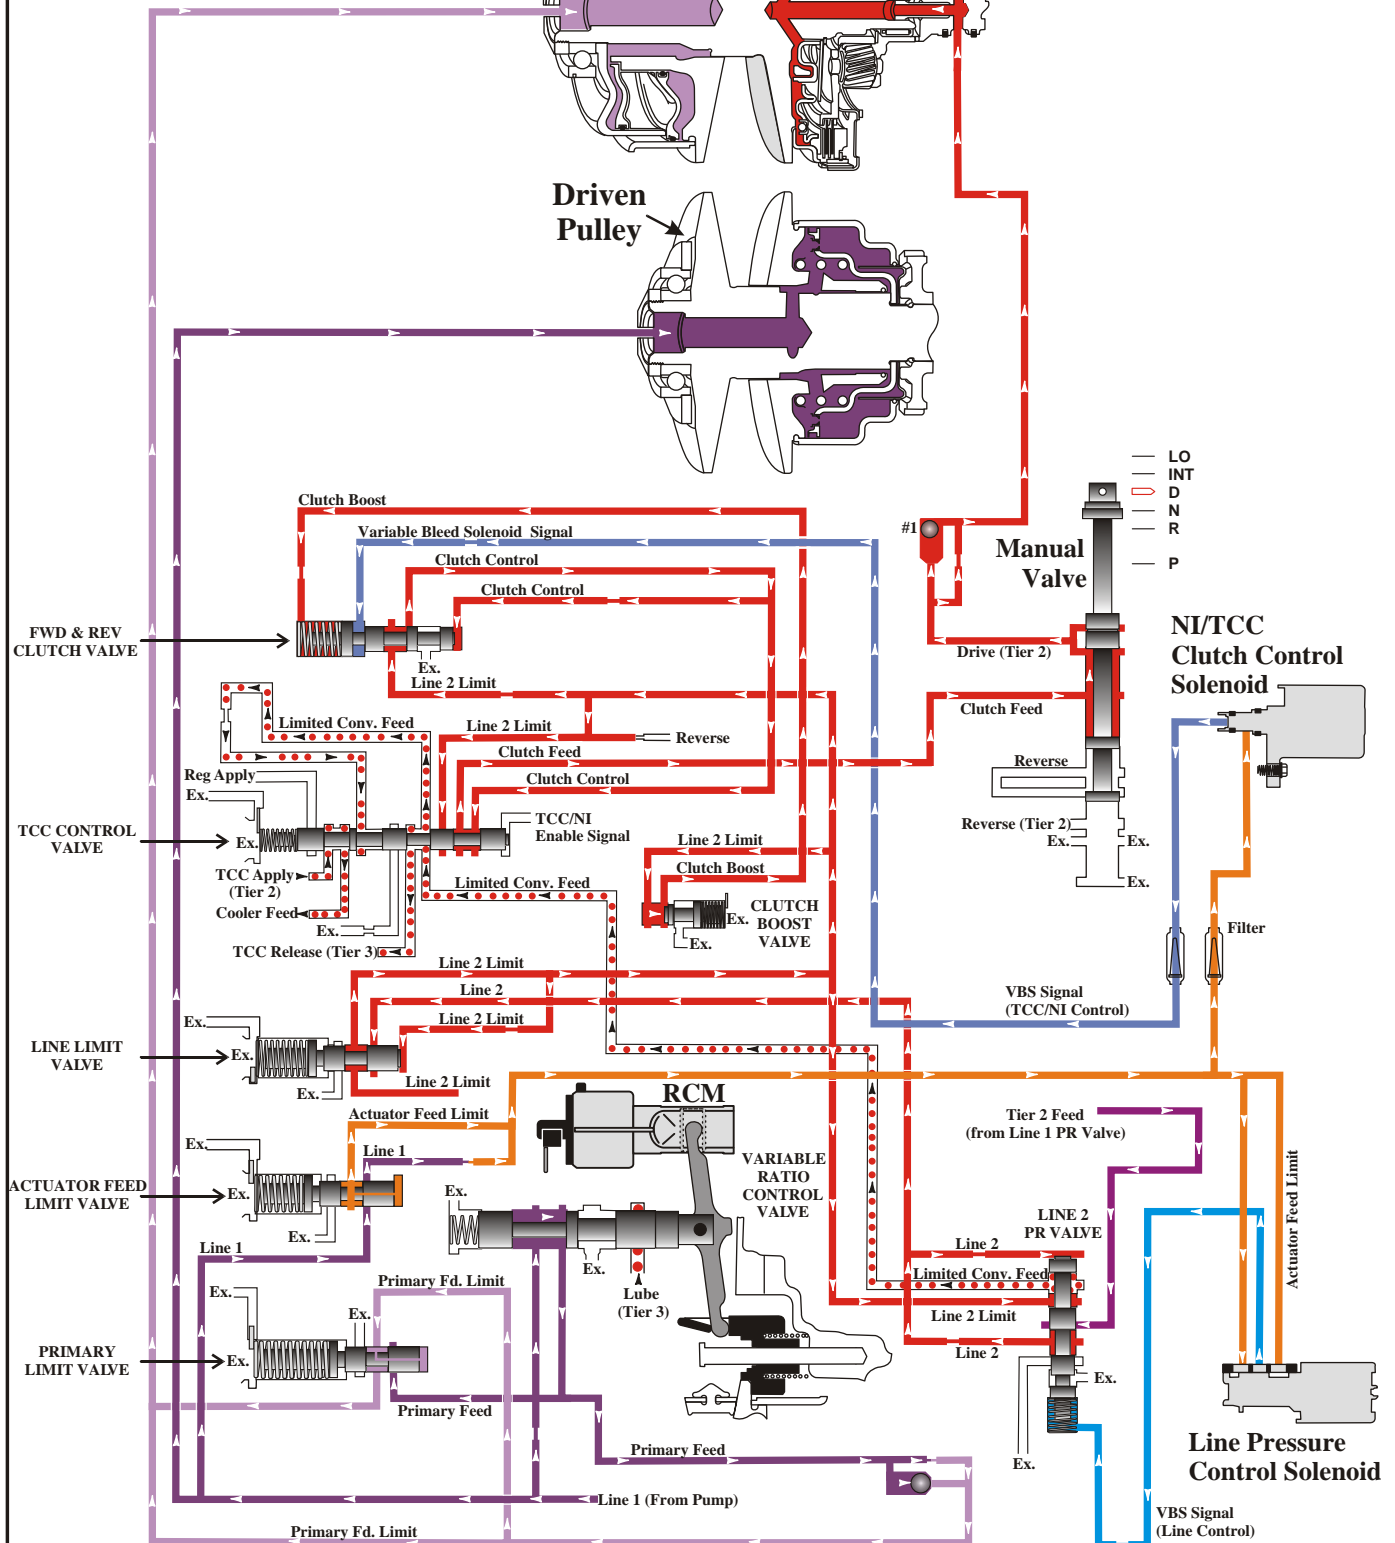 Driven
Pulley
LO
INT
D
N
R
P
Clutch Boost
Variable Bleed Solenoid Signal
#1
Manual
Valve
Clutch Control
Clutch Control
FWD & REV
CLUTCH VALVE
Ex.
Line 2 Limit
Drive (Tier 2)
NI/TCC
Clutch Control
Solenoid
Clutch Feed
Limited Conv. Feed
Line 2 Limit
Reverse
Clutch Feed
Reg Apply
Clutch Control
Reverse
Ex.
TCC CONTROL
VALVE
Ex.
TCC/NI
Enable Signal
Reverse (Tier 2)
Ex.
Ex.
Line 2 Limit
Clutch Boost
TCC Apply
(Tier 2)
Limited Conv. Feed
Ex.
Cooler Feed
Ex.
CLUTCH
BOOST
VALVE
Ex.
Ex.
Filter
TCC Release (Tier 3)
Line 2 Limit
Line 2
VBS Signal
(TCC/NI Control)
Ex.
Line 2 Limit
LINE LIMIT
VALVE
Ex.
Ex.
Line 2 Limit
RCM
Actuator Feed Limit
Tier 2 Feed
(from Line 1 PR Valve)
Ex.
Line 1
VARIABLE
RATIO
CONTROL
VALVE
ACTUATOR FEED
LIMIT VALVE
Ex.
Ex.
Ex.
LINE 2
PR VALVE
Actuator Feed Limit
Line 1
Line 2
Ex.
Limited Conv. Feed
Primary Fd. Limit
Lube
(Tier 3)
Line 2 Limit
Ex.
Ex.
PRIMARY
LIMIT VALVE
Ex.
Line 2
Ex.
Primary Feed
Primary Feed
Ex.
Line Pressure
Control Solenoid
Line 1 (From Pump)
VBS Signal
(Line Control)
Primary Fd. Limit